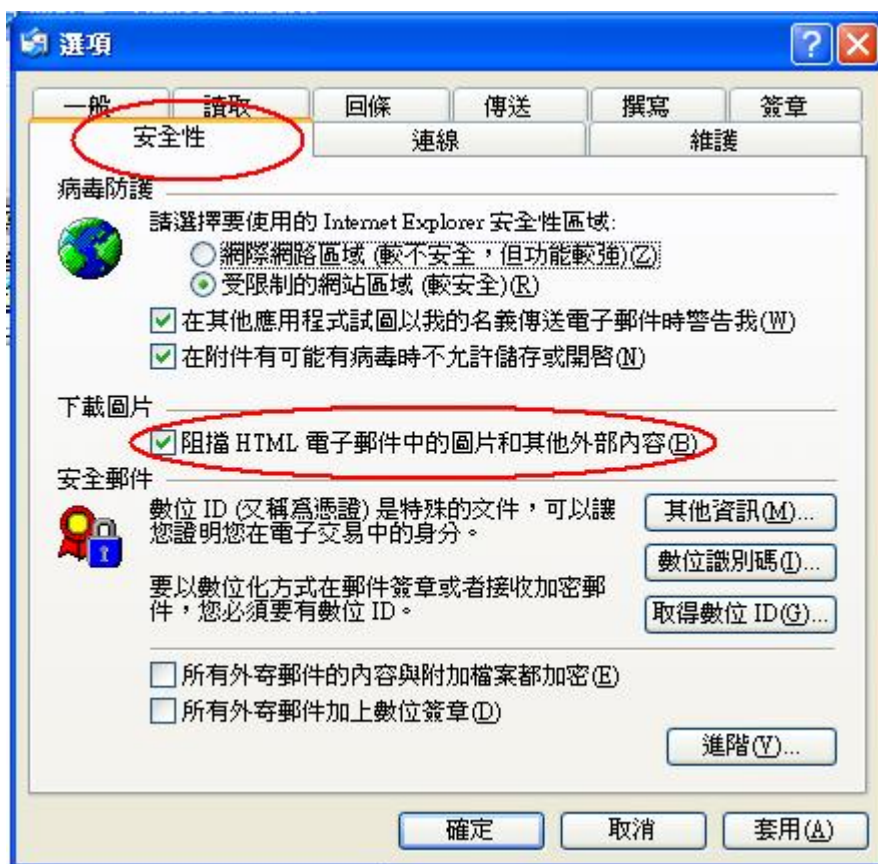 選項
一般 讀取 回條 傳送 撰寫 簽章
安全性 連線 維護
病毒防護
請選擇要使用的 Internet Explorer 安全性區域:
網際網路區域 (較不安全，但功能較強)(Z)
受限制的網站區域 (較安全)(R)
在其他應用程式試圖以我的名義傳送電子郵件時警告我(W)
在附件有可能有病毒時不允許儲存或開啓(N)
下載圖片
阻擋 HTML 電子郵件中的圖片和其他外部內容(B)
安全郵件
數位 ID (又稱爲憑證) 是特殊的文件，可以讓
您證明您在電子交易中的身分。
其他資訊(M)...
數位識別碼(I)...
要以數位化方式在郵件簽章或者接收加密郵
件，您必須要有數位 ID。
取得數位 ID(G)...
所有外寄郵件的內容與附加檔案都加密(E)
所有外寄郵件加上數位簽章(D)
進階(V)...
確定 取消 套用(A)